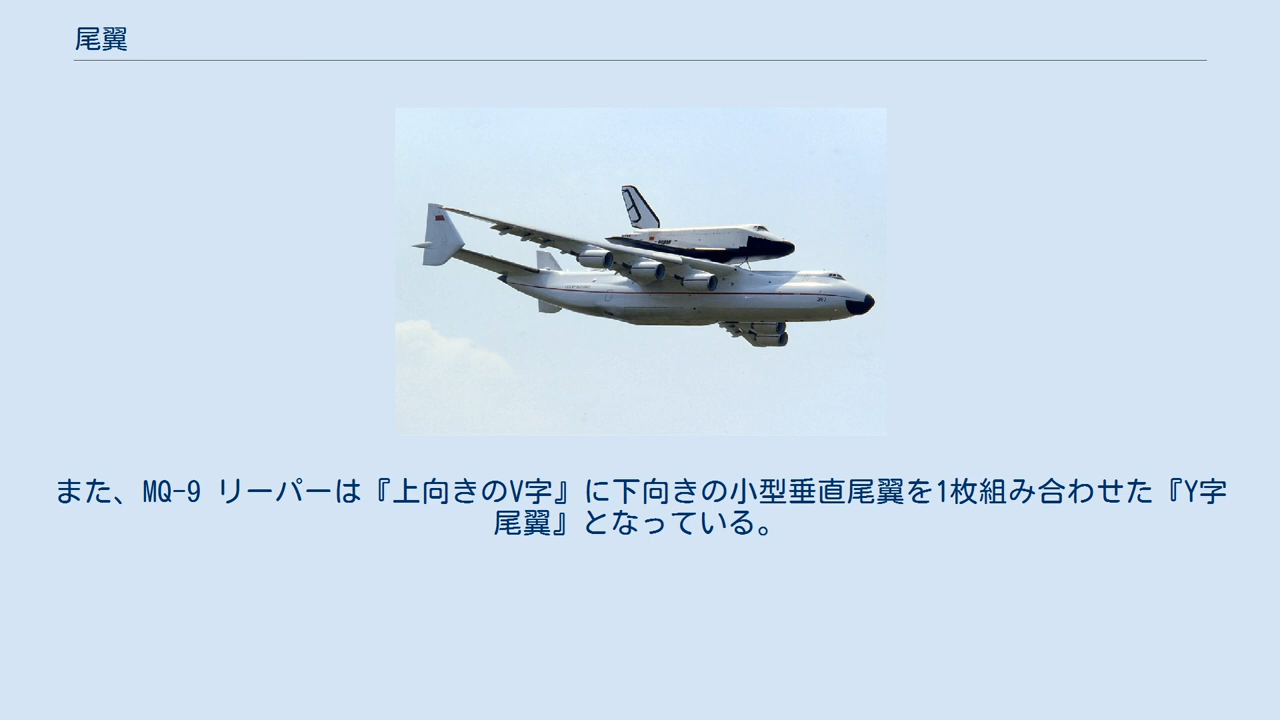 尾翼
また、MQ-9 リーパーは『上向きのV字』に下向きの小型垂直尾翼を1枚組み合わせた『Y字
尾翼』となっている。